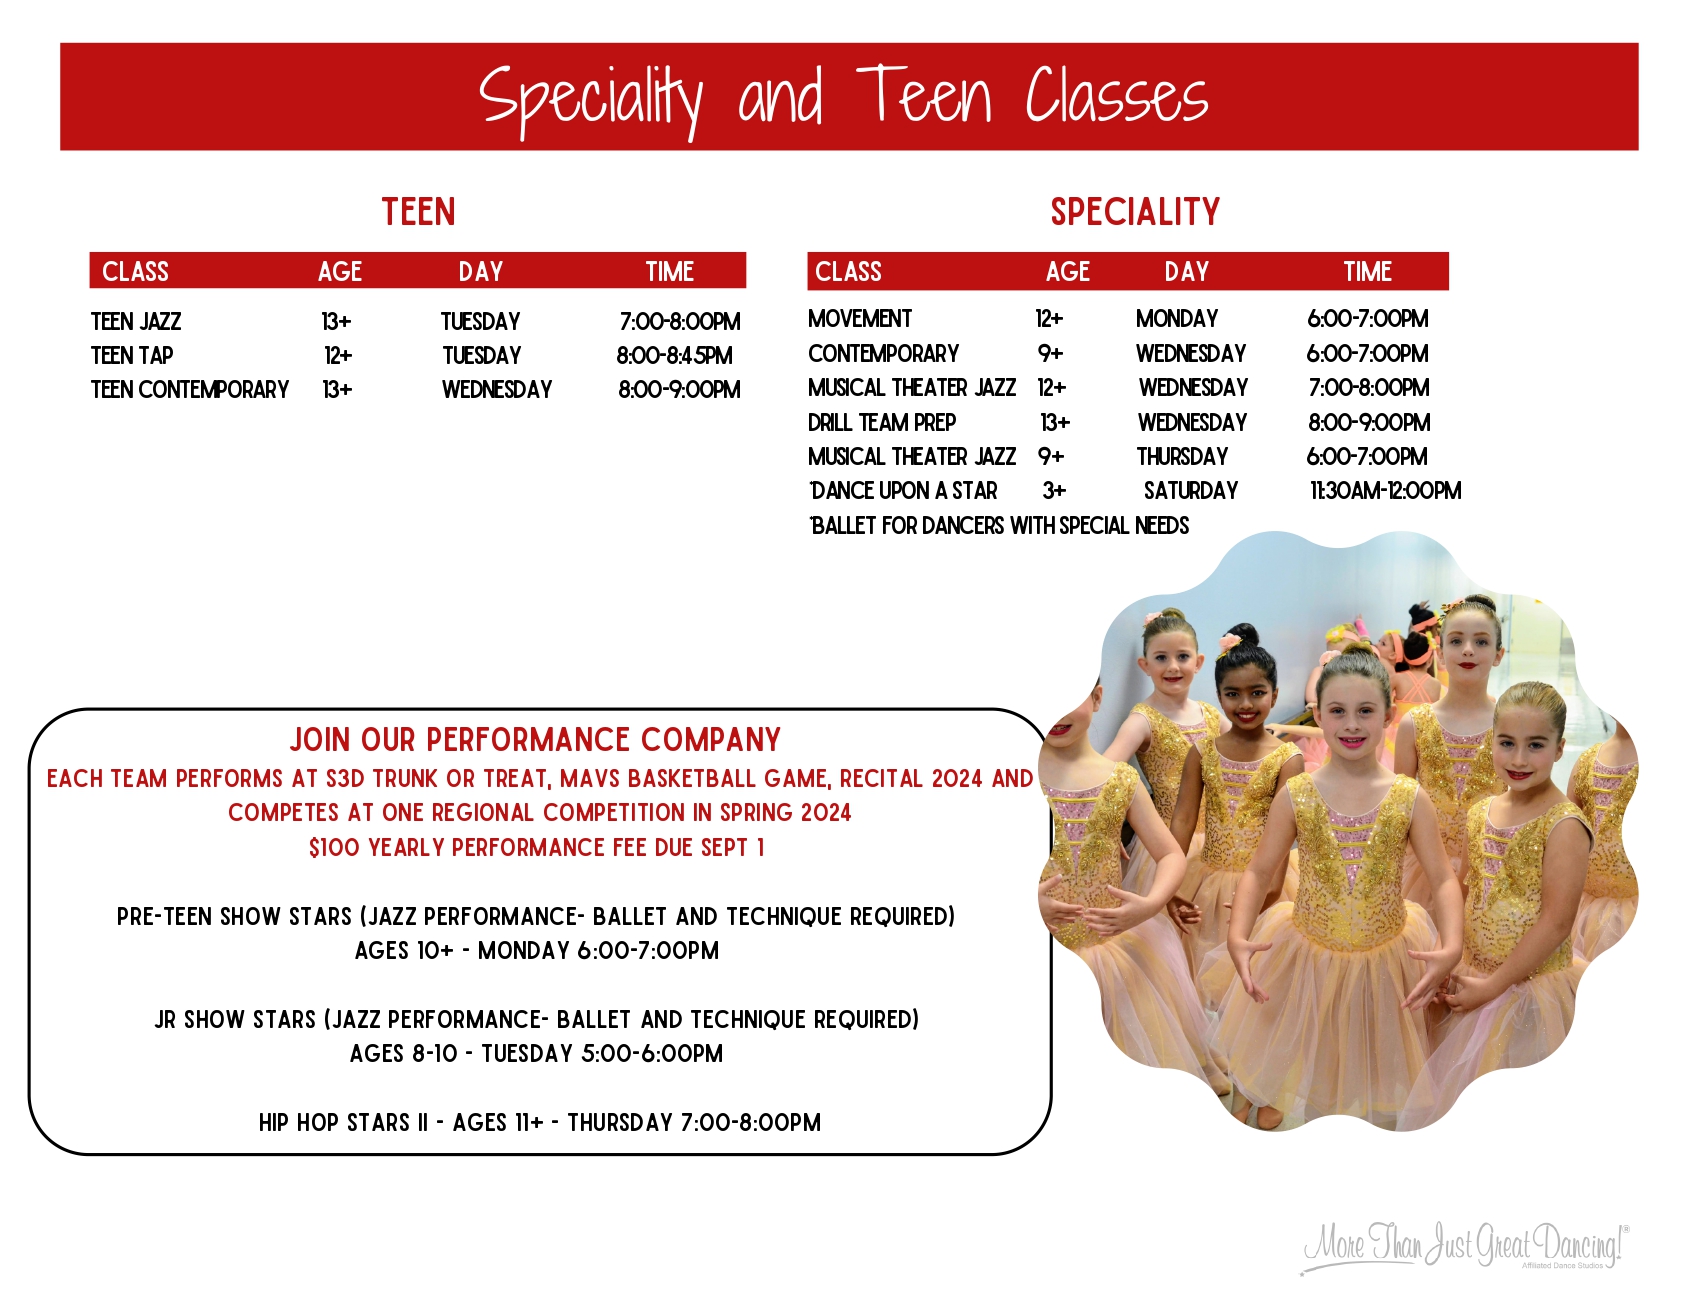 Speciality and Teen Classes
TEEN
CLASS AGE DAY TIME
TEEN JAZZ 13+ TUESDAY 7:00-8:00PM
TEEN TAP 12+ TUESDAY 8:00-8:45PM
TEEN CONTEMPORARY 13+ WEDNESDAY 8:00-9:00PM
SPECIALITY
CLASS AGE DAY TIME
MOVEMENT 12+ MONDAY 6:00-7:00PM
CONTEMPORARY 9+ WEDNESDAY 6:00-7:00PM
MUSICAL THEATER JAZZ 12+ WEDNESDAY 7:00-8:00PM
DRILL TEAM PREP 13+ WEDNESDAY 8:00-9:00PM
MUSICAL THEATER JAZZ 9+ THURSDAY 6:00-7:00PM
*DANCE UPON A STAR 3+ SATURDAY 11:30AM-12:00PM
*BALLET FOR DANCERS WITH SPECIAL NEEDS
JOIN OUR PERFORMANCE COMPANY
EACH TEAM PERFORMS AT S3D TRUNK OR TREAT, MAVS BASKETBALL GAME, RECITAL 2024 AND
COMPETES AT ONE REGIONAL COMPETITION IN SPRING 2024
$100 YEARLY PERFORMANCE FEE DUE SEPT 1
PRE-TEEN SHOW STARS (JAZZ PERFORMANCE- BALLET AND TECHNIQUE REQUIRED)
AGES 10+ - MONDAY 6:00-7:00PM
JR SHOW STARS (JAZZ PERFORMANCE- BALLET AND TECHNIQUE REQUIRED)
AGES 8-10 - TUESDAY 5:00-6:00PM
HIP HOP STARS II - AGES 11+ - THURSDAY 7:00-8:00PM
More Than Just Great Dancing!®
Affiliated Dance Studios